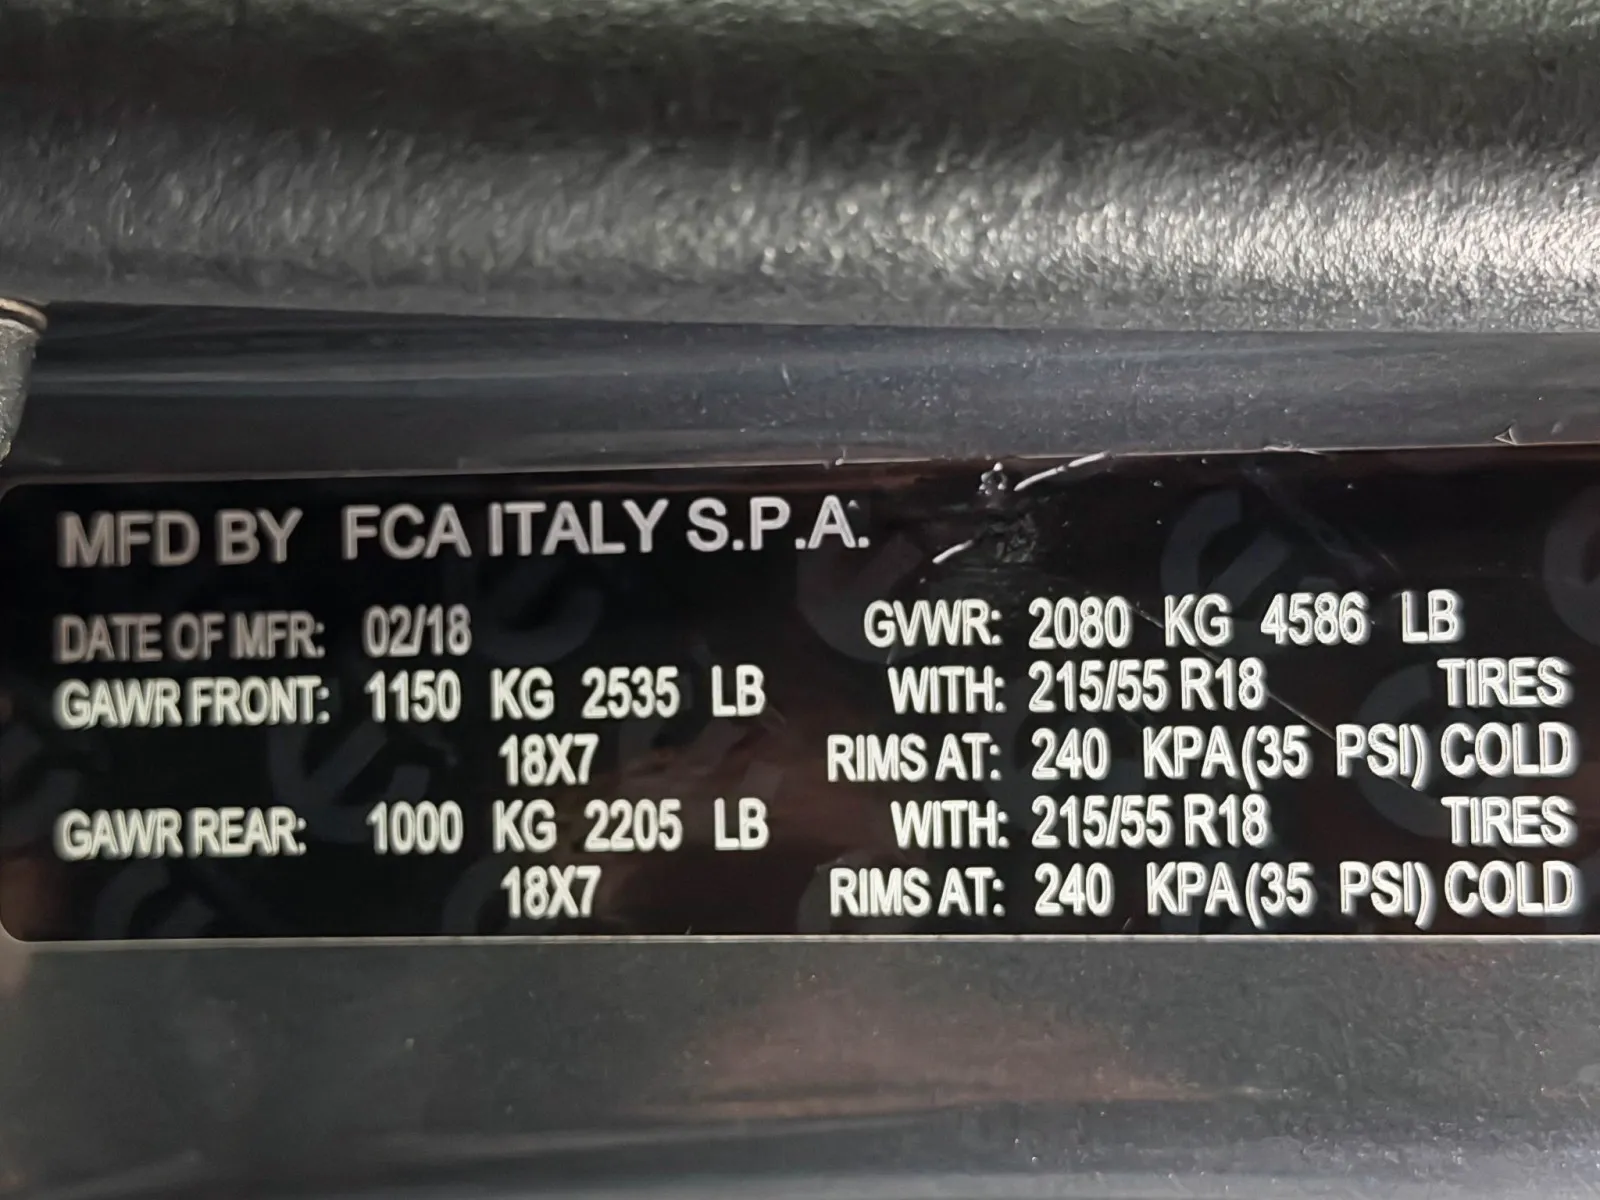 MFD BY FCA ITALY S.P.A.
DATE OF MFR: 02/18 GVWR: 2080 KG 4586 LB
GAWR FRONT: 1150 KG 2535 LB WITH: 215/55 R18 TIRES
18X7 RIMS AT: 240 KPA(35 PSI) COLD
GAWR REAR: 1000 KG 2205 LB WITH: 215/55 R18 TIRES
18X7 RIMS AT: 240 KPA(35 PSI) COLD